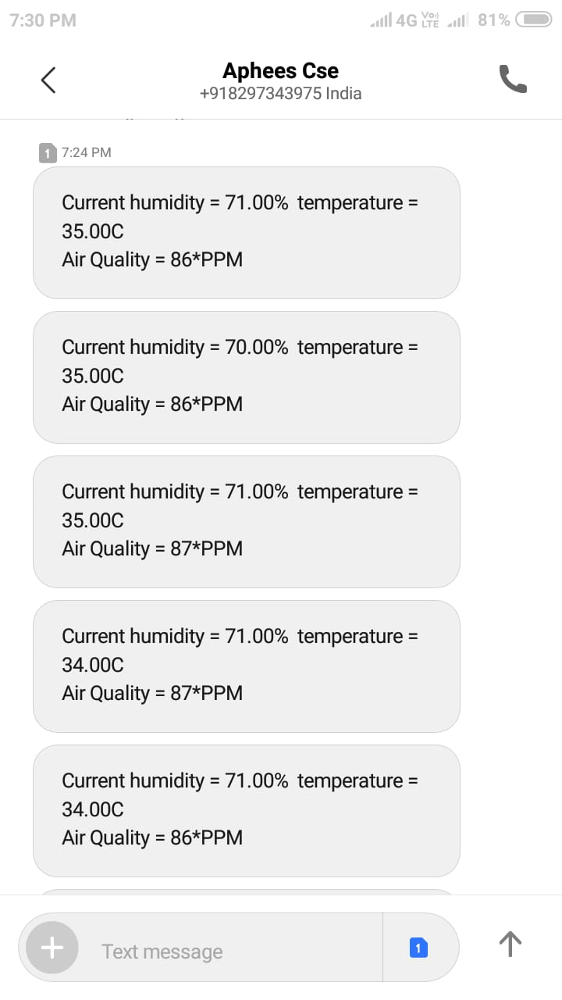 7:30 PM 4G Vo)) LTE 81%
Aphees Cse
+918297343975 India
1 7:24 PM
Current humidity = 71.00% temperature =
35.00C
Air Quality = 86*PPM
Current humidity = 70.00% temperature =
35.00C
Air Quality = 86*PPM
Current humidity = 71.00% temperature =
35.00C
Air Quality = 87*PPM
Current humidity = 71.00% temperature =
34.00C
Air Quality = 87*PPM
Current humidity = 71.00% temperature =
34.00C
Air Quality = 86*PPM
Text message 1